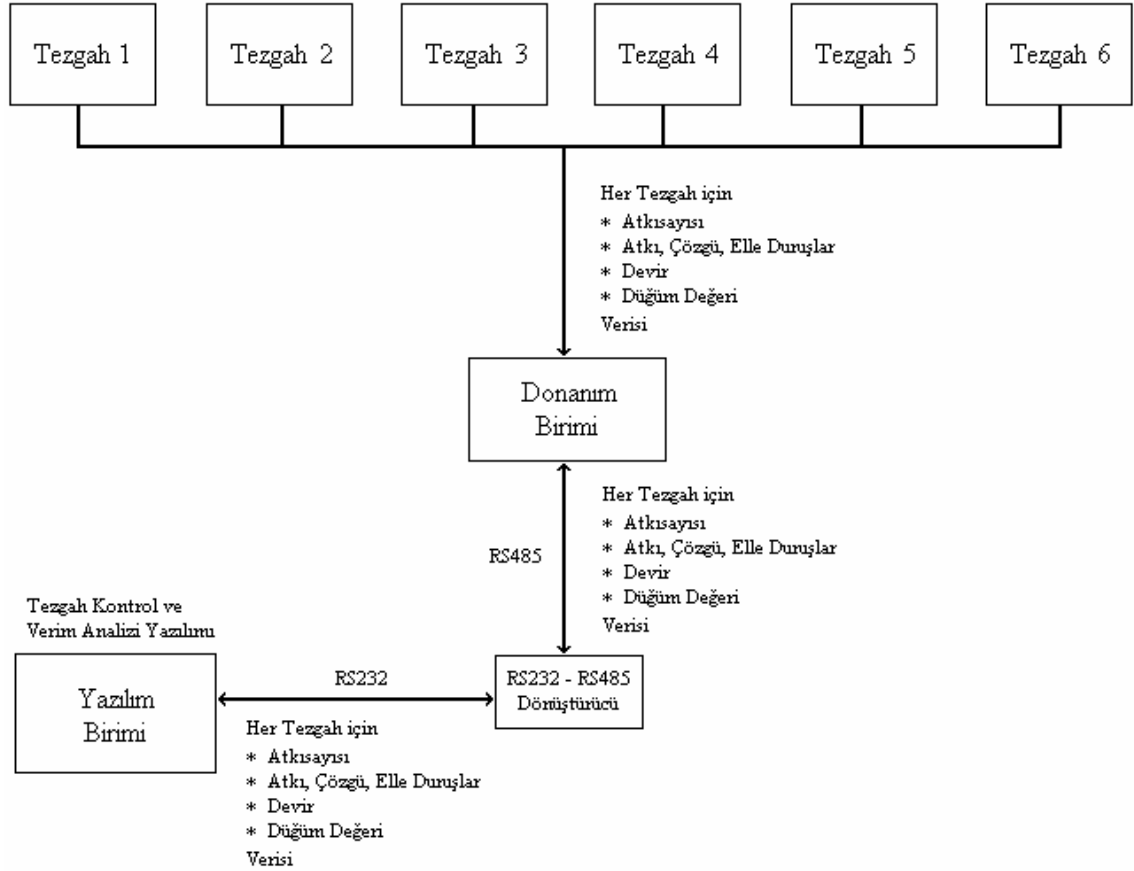 Tezgah 1
Tezgah 2
Tezgah 3
Tezgah 4
Tezgah 5
Tezgah 6
Her Tezgah için
* Atkısayısı
* Atkı, Çözgü, Elle Duruşlar
* Devir
* Düğüm Değeri
Verisi
Donanım
Birimi
RS485
Her Tezgah için
* Atkısayısı
* Atkı, Çözgü, Elle Duruşlar
* Devir
* Düğüm Değeri
Verisi
Tezgah Kontrol ve
Verim Analizi Yazılımı
Yazılım
Birimi
RS232
RS232 - RS485
Dönüştürücü
Her Tezgah için
* Atkısayısı
* Atkı, Çözgü, Elle Duruşlar
* Devir
* Düğüm Değeri
Verisi